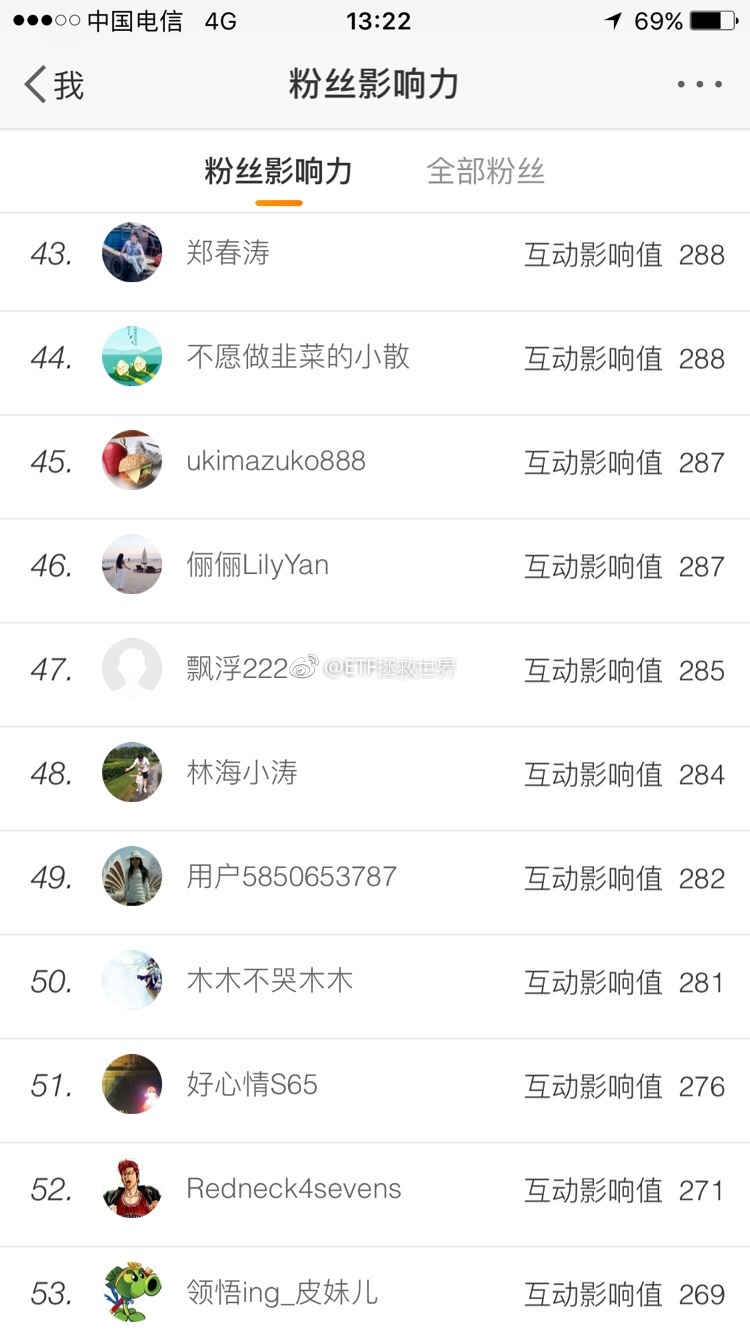 中国电信 4G 13:22 69%
我 粉丝影响力
粉丝影响力 全部粉丝
43. 郑春涛 互动影响值 288
44. 不愿做韭菜的小散 互动影响值 288
45. ukimazuko888 互动影响值 287
46. 俪俪LilyYan 互动影响值 287
47. 飘浮222 @ETF拯救世界 互动影响值 285
48. 林海小涛 互动影响值 284
49. 用户5850653787 互动影响值 282
50. 木木不哭木木 互动影响值 281
51. 好心情S65 互动影响值 276
52. Redneck4sevens 互动影响值 271
53. 领悟ing_皮妹儿 互动影响值 269